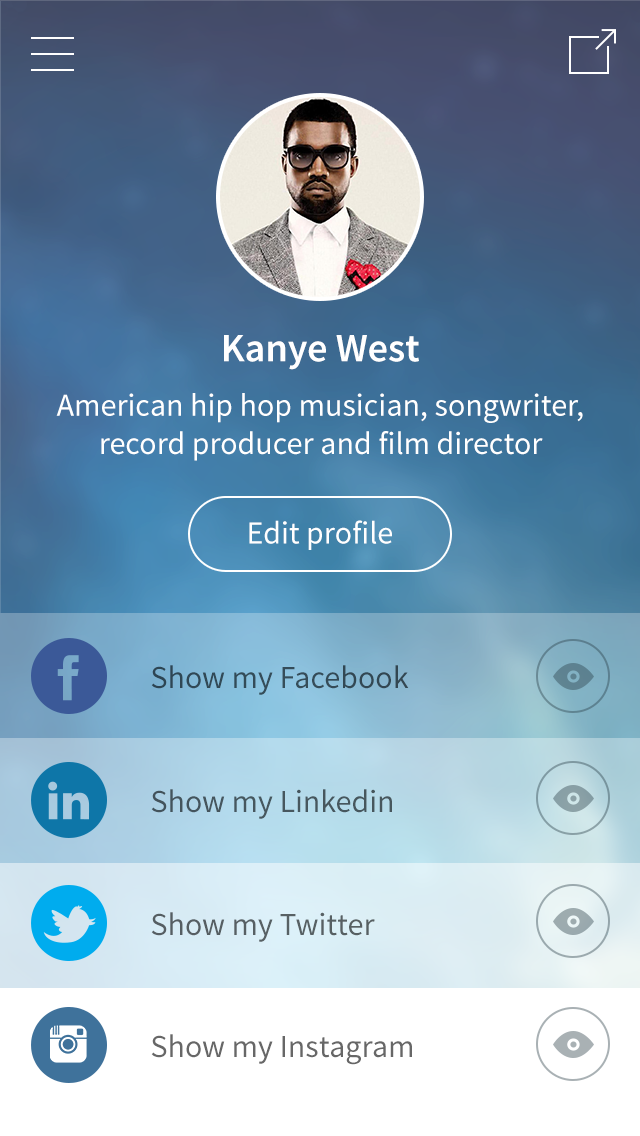 Kanye West
American hip hop musician, songwriter,
record producer and film director
Edit profile
f Show my Facebook
in Show my Linkedin
Show my Twitter
Show my Instagram